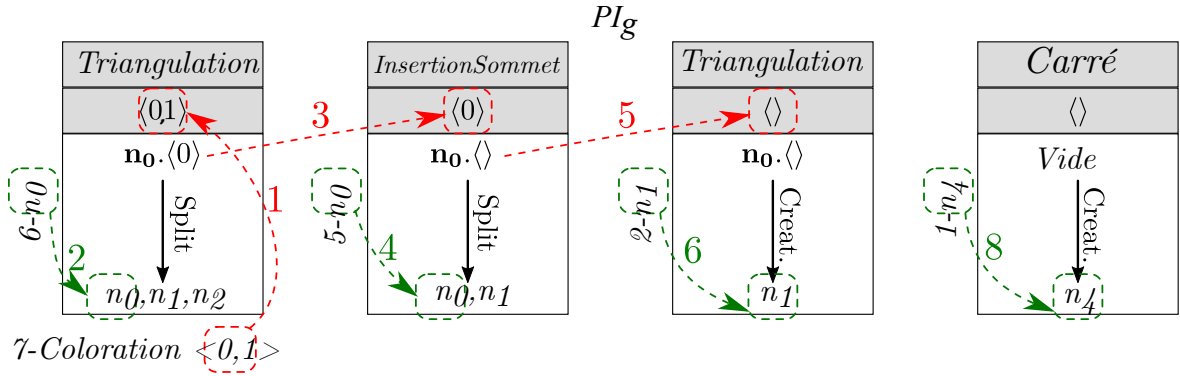 PIg
Triangulation
⟨0,1⟩
n0.⟨0⟩
6-n0
Split
1
2
n0,n1,n2
7-Coloration <0,1>
3
InsertionSommet
⟨0⟩
n0.⟨⟩
5-n0
Split
4
n0,n1
5
Triangulation
⟨⟩
n0.⟨⟩
2-n1
Creat.
6
n1
Carré
⟨⟩
Vide
1-n4
Creat.
8
n4